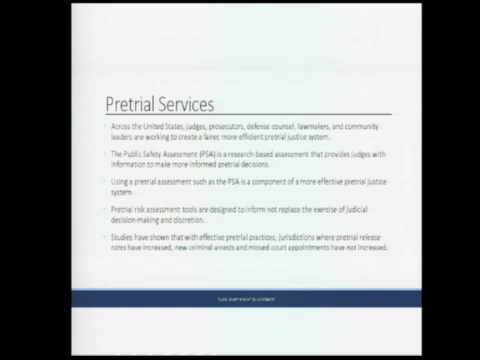 Pretrial Services
Across the United States, judges, prosecutors, defense counsel, lawmakers, and community
leaders are working to create a fairer, more efficient pretrial justice system.
The Public Safety Assessment (PSA) is a research-based assessment that provides judges with
information to make more informed pretrial decisions.
Using a pretrial assessment such as the PSA is a component of a more effective pretrial justice
system.
Pretrial risk assessment tools are designed to inform not replace the exercise of judicial
decision-making and discretion.
Studies have shown that with effective pretrial practices, jurisdictions where pretrial release
rates have increased, new criminal arrests and missed court appointments have not increased.